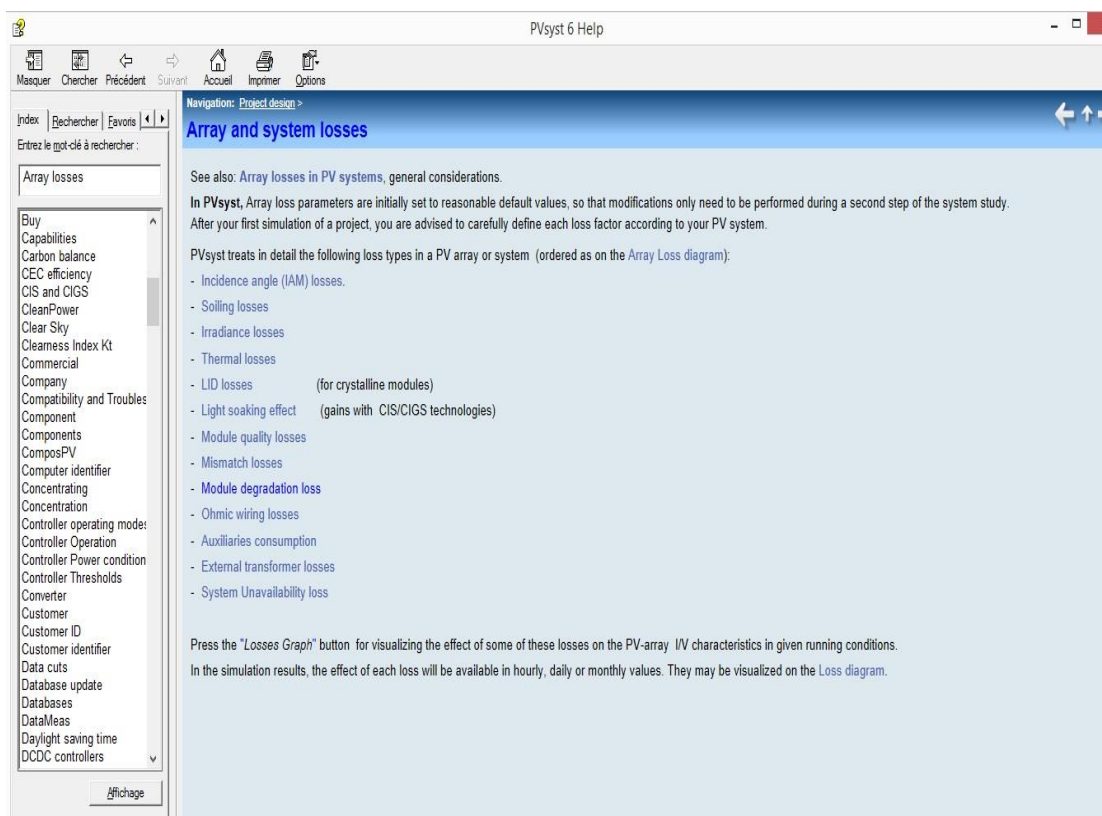 PVsyst 6 Help
Masquer Chercher Précédent Suivant Accueil Imprimer Options
Index Rechercher Favoris
Entrez le mot-clé à rechercher :
Array losses
Buy
Capabilities
Carbon balance
CEC efficiency
CIS and CIGS
CleanPower
Clear Sky
Clearness Index Kt
Commercial
Company
Compatibility and Troubles
Component
Components
ComposPV
Computer identifier
Concentrating
Concentration
Controller operating modes
Controller Operation
Controller Power condition
Controller Thresholds
Converter
Customer
Customer ID
Customer identifier
Data cuts
Database update
Databases
DataMeas
Daylight saving time
DCDC controllers
Affichage
Navigation: Project design >
Array and system losses
See also: Array losses in PV systems, general considerations.
In PVsyst, Array loss parameters are initially set to reasonable default values, so that modifications only need to be performed during a second step of the system study.
After your first simulation of a project, you are advised to carefully define each loss factor according to your PV system.
PVsyst treats in detail the following loss types in a PV array or system (ordered as on the Array Loss diagram):
- Incidence angle (IAM) losses.
- Soiling losses
- Irradiance losses
- Thermal losses
- LID losses (for crystalline modules)
- Light soaking effect (gains with CIS/CIGS technologies)
- Module quality losses
- Mismatch losses
- Module degradation loss
- Ohmic wiring losses
- Auxiliaries consumption
- External transformer losses
- System Unavailability loss
Press the "Losses Graph" button for visualizing the effect of some of these losses on the PV-array I/V characteristics in given running conditions.
In the simulation results, the effect of each loss will be available in hourly, daily or monthly values. They may be visualized on the Loss diagram.